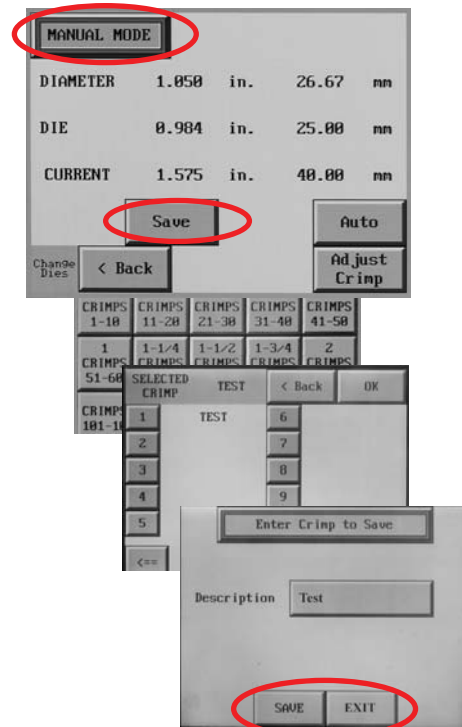 MANUAL MODE
DIAMETER 1.050 in. 26.67 mm
DIE 0.984 in. 25.00 mm
CURRENT 1.575 in. 40.00 mm
Save
Auto
Change
Dies
< Back
Adjust
Crimp
CRIMPS 1-10
CRIMPS 11-20
CRIMPS 21-30
CRIMPS 31-40
CRIMPS 41-50
1 1-1/4 1-1/2 1-3/4 2
CRIMPS CRIMPS CRIMPS CRIMPS CRIMPS
51-60
CRIMPS
SELECTED
CRIMP
TEST
< Back
OK
1 TEST 6
2 7
3 8
4 9
5
<==
Enter Crimp to Save
Description Test
SAVE EXIT